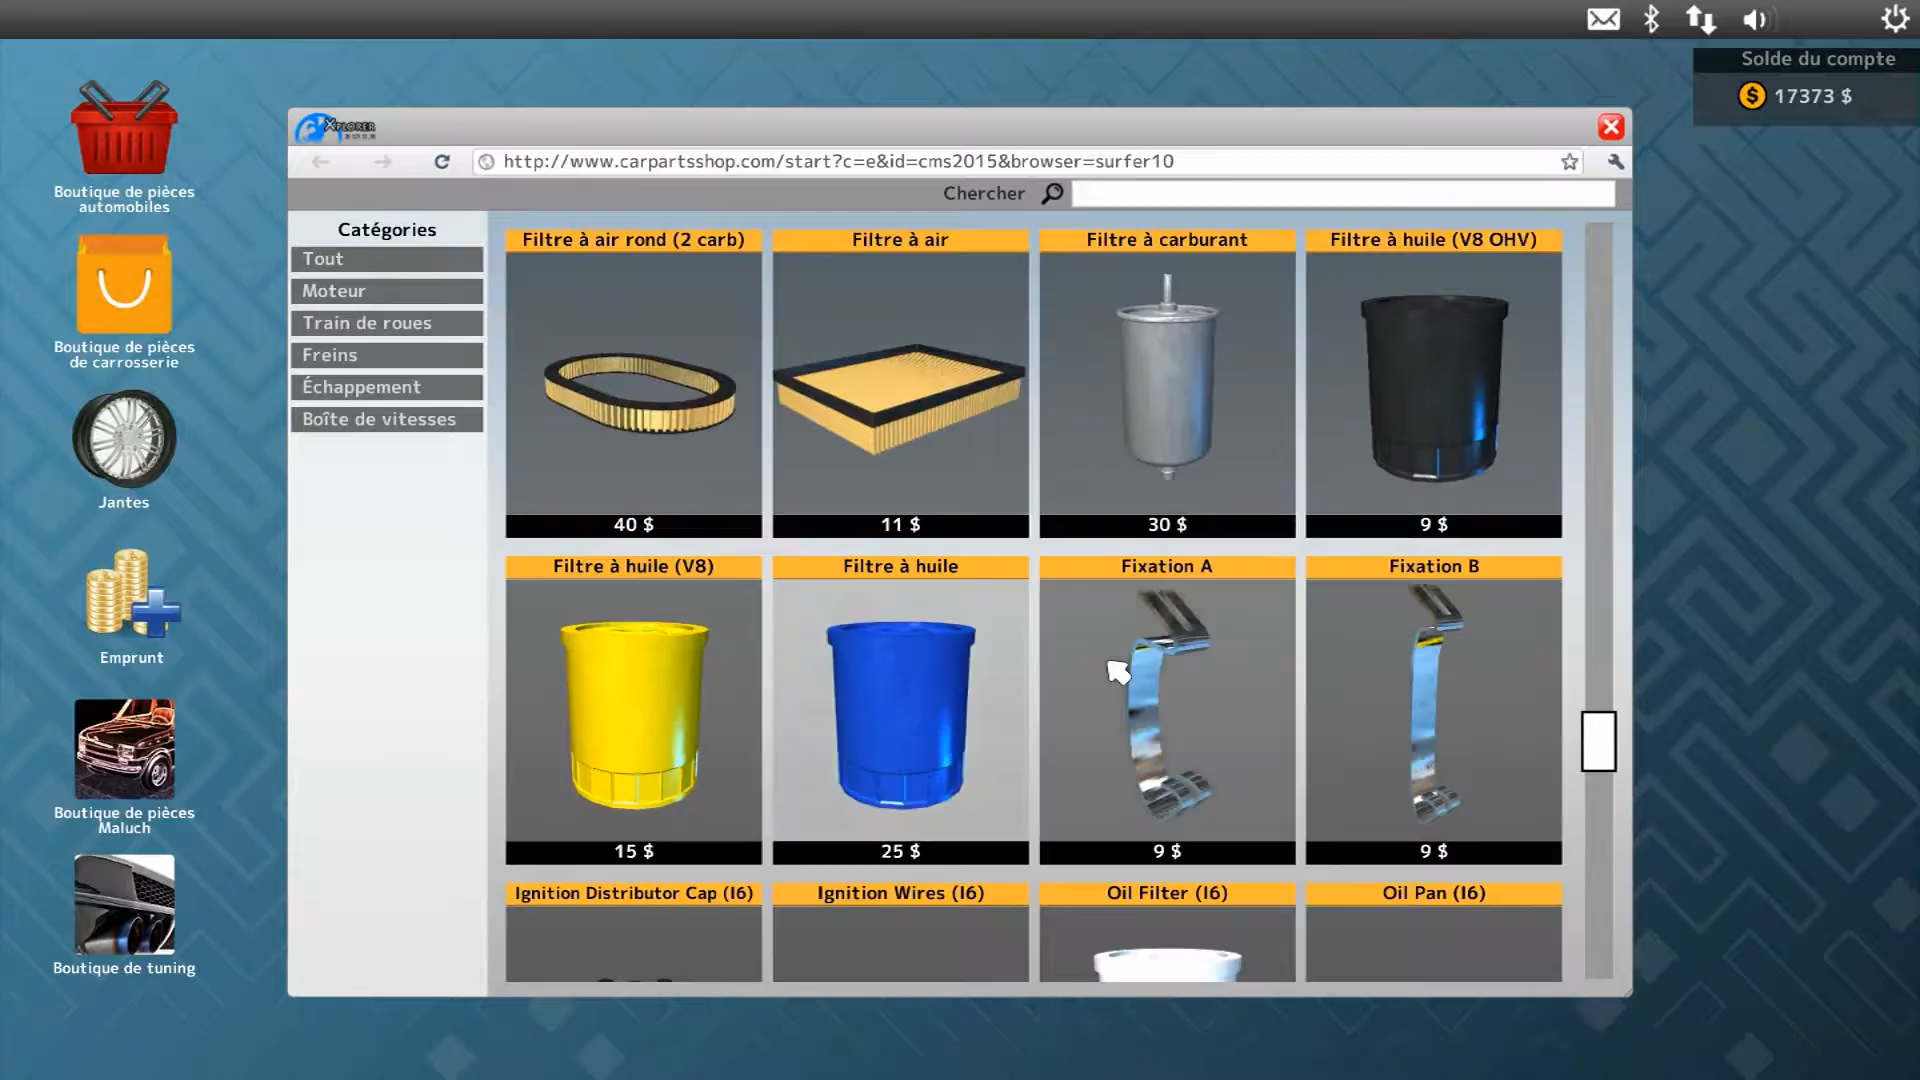 Solde du compte
17373 $
Boutique de pièces
automobiles
Boutique de pièces
de carrosserie
Jantes
Emprunt
Boutique de pièces
Maluch
Boutique de tuning
XPLORER
http://www.carpartsshop.com/start?c=e&id=cms2015&browser=surfer10
Chercher
Catégories
Tout
Moteur
Train de roues
Freins
Échappement
Boîte de vitesses
Filtre à air rond (2 carb)
40 $
Filtre à air
11 $
Filtre à carburant
30 $
Filtre à huile (V8 OHV)
9 $
Filtre à huile (V8)
15 $
Filtre à huile
25 $
Fixation A
9 $
Fixation B
9 $
Ignition Distributor Cap (I6)
Ignition Wires (I6)
Oil Filter (I6)
Oil Pan (I6)